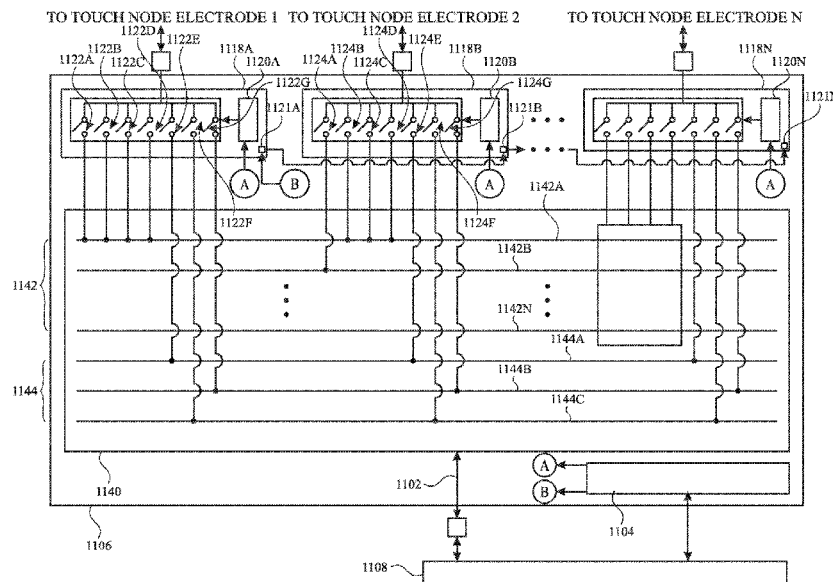 TO TOUCH NODE ELECTRODE 1 TO TOUCH NODE ELECTRODE 2 TO TOUCH NODE ELECTRODE N
1122D 1122E 1118A 1124D 1124E 1118B 1118N
1122B 1120A 1124B 1120B 1120N
1122A 1122C 1122G 1124A 1124C 1124G
1121A 1121B
A B A A
1122F 1124F
1142A
1142B
1142
1142N
1144A
1144 1144B
1144C
A
B
1140 1102 1104
1106
1108